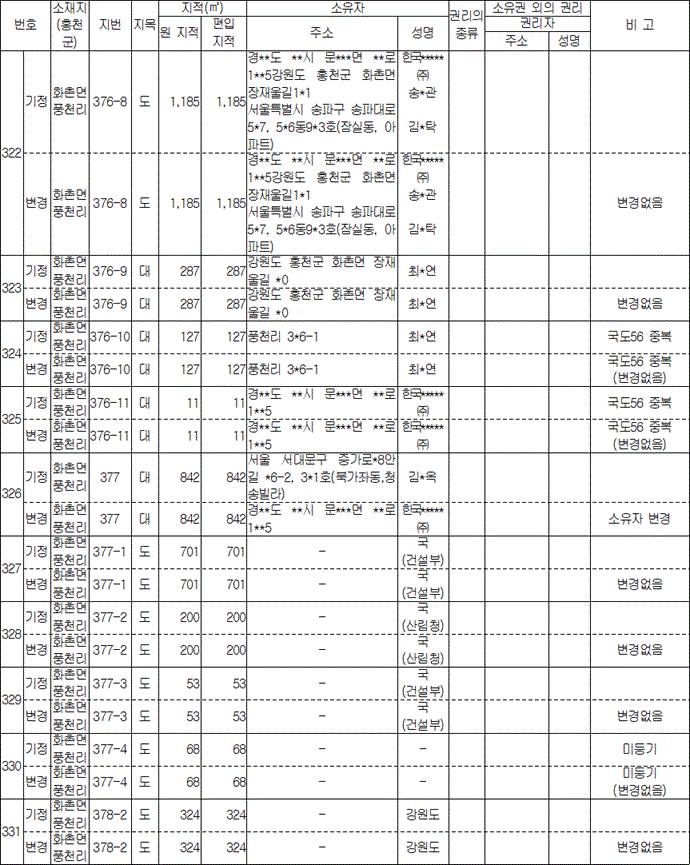 번호 소재지(홍천군) 지번 지목 지적(㎡) 소유자 권리의 종류 소유권 외의 권리 비 고
원 지적 편입 지적 주소 성명 권리자
주소 성명
322 기정 화촌면 풍천리 376-8 도 1,185 1,185 경**도 **시 문***면 **로 1**5강원도 홍천군 화촌면 장재울길1*1 서울특별시 송파구 송파대로 5*7, 5*6동9*3호(잠실동, 아파트) 한국***** ㈜ 송*관 김*탁
변경 화촌면 풍천리 376-8 도 1,185 1,185 경**도 **시 문***면 **로 1**5강원도 홍천군 화촌면 장재울길1*1 서울특별시 송파구 송파대로 5*7, 5*6동9*3호(잠실동, 아파트) 한국***** ㈜ 송*관 김*탁 변경없음
323 기정 화촌면 풍천리 376-9 대 287 287 강원도 홍천군 화촌면 장재울길 *0 최*연
변경 화촌면 풍천리 376-9 대 287 287 강원도 홍천군 화촌면 장재울길 *0 최*연 변경없음
324 기정 화촌면 풍천리 376-10 대 127 127 풍천리 3*6-1 최*연 국도56 중복
변경 화촌면 풍천리 376-10 대 127 127 풍천리 3*6-1 최*연 국도56 중복 (변경없음)
325 기정 화촌면 풍천리 376-11 대 11 11 경**도 **시 문***면 **로 1**5 한국***** ㈜ 국도56 중복
변경 화촌면 풍천리 376-11 대 11 11 경**도 **시 문***면 **로 1**5 한국***** ㈜ 국도56 중복 (변경없음)
326 기정 화촌면 풍천리 377 대 842 842 서울 서대문구 증가로*8안길 *6-2, 3*1호(북가좌동,청송빌라) 김*옥
변경 화촌면 풍천리 377 대 842 842 경**도 **시 문***면 **로 1**5 한국***** ㈜ 소유자 변경
327 기정 화촌면 풍천리 377-1 도 701 701 - 국 (건설부)
변경 화촌면 풍천리 377-1 도 701 701 - 국 (건설부) 변경없음
328 기정 화촌면 풍천리 377-2 도 200 200 - 국 (산림청)
변경 화촌면 풍천리 377-2 도 200 200 - 국 (산림청) 변경없음
329 기정 화촌면 풍천리 377-3 도 53 53 - 국 (건설부)
변경 화촌면 풍천리 377-3 도 53 53 - 국 (건설부) 변경없음
330 기정 화촌면 풍천리 377-4 도 68 68 - - 미등기
변경 화촌면 풍천리 377-4 도 68 68 - - 미등기 (변경없음)
331 기정 화촌면 풍천리 378-2 도 324 324 - 강원도
변경 화촌면 풍천리 378-2 도 324 324 - 강원도 변경없음